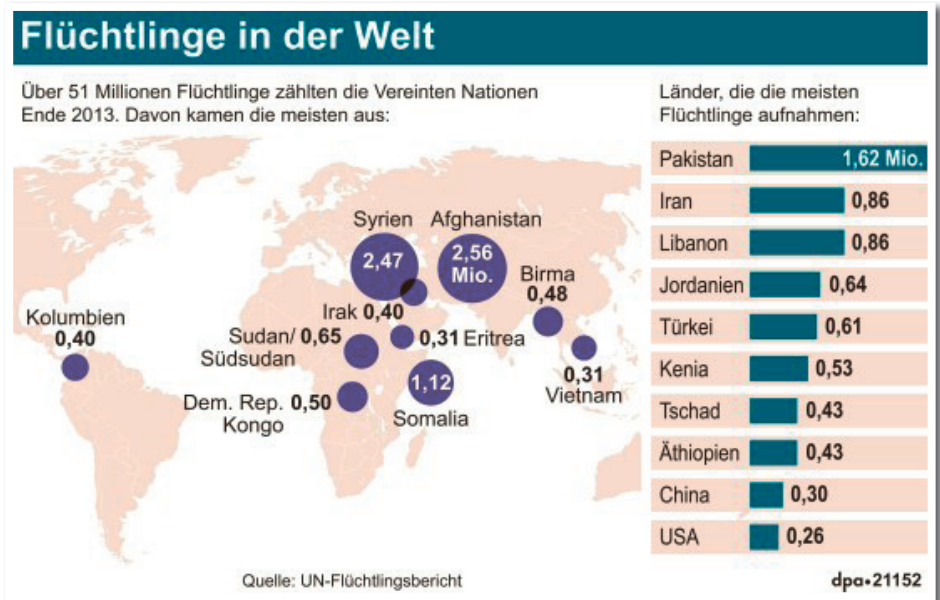 Flüchtlinge in der Welt
Über 51 Millionen Flüchtlinge zählten die Vereinten Nationen
Ende 2013. Davon kamen die meisten aus:
Syrien
2,47
Afghanistan
2,56
Mio.
Birma
0,48
Irak 0,40
Kolumbien
0,40
Sudan/ 0,65
Südsudan
0,31 Eritrea
1,12
Somalia
0,31
Vietnam
Dem. Rep. 0,50
Kongo
Quelle: UN-Flüchtlingsbericht
Länder, die die meisten
Flüchtlinge aufnahmen:
Pakistan 1,62 Mio.
Iran 0,86
Libanon 0,86
Jordanien 0,64
Türkei 0,61
Kenia 0,53
Tschad 0,43
Äthiopien 0,43
China 0,30
USA 0,26
dpa•21152